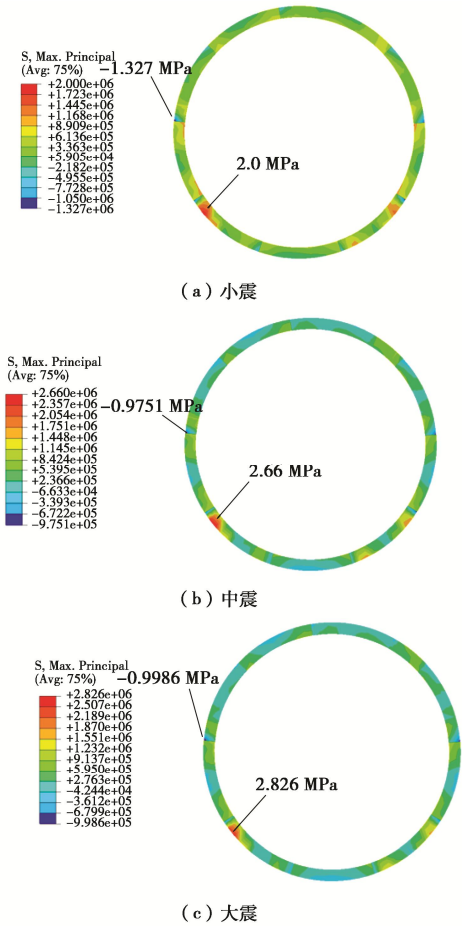 S, Max. Principal
(Avg: 75%)
-1.327 MPa
+2.000e+06
+1.723e+06
+1.445e+06
+1.168e+06
+8.909e+05
+6.136e+05
+3.363e+05
+5.905e+04
-2.182e+05
-4.955e+05
-7.728e+05
-1.050e+06
-1.327e+06
2.0 MPa
(a)小震
S, Max. Principal
(Avg: 75%)
+2.660e+06
+2.357e+06
+2.054e+06
+1.751e+06
+1.448e+06
+1.145e+06
+8.424e+05
+5.395e+05
+2.366e+05
-6.633e+04
-3.393e+05
-6.722e+05
-9.751e+05
-0.9751 MPa
2.66 MPa
(b)中震
S, Max. Principal
(Avg: 75%)
-0.9986 MPa
+2.826e+06
+2.507e+06
+2.189e+06
+1.870e+06
+1.551e+06
+1.232e+06
+9.137e+05
+5.950e+05
+2.763e+05
-4.244e+04
-3.612e+05
-6.799e+05
-9.986e+05
2.826 MPa
(c)大震